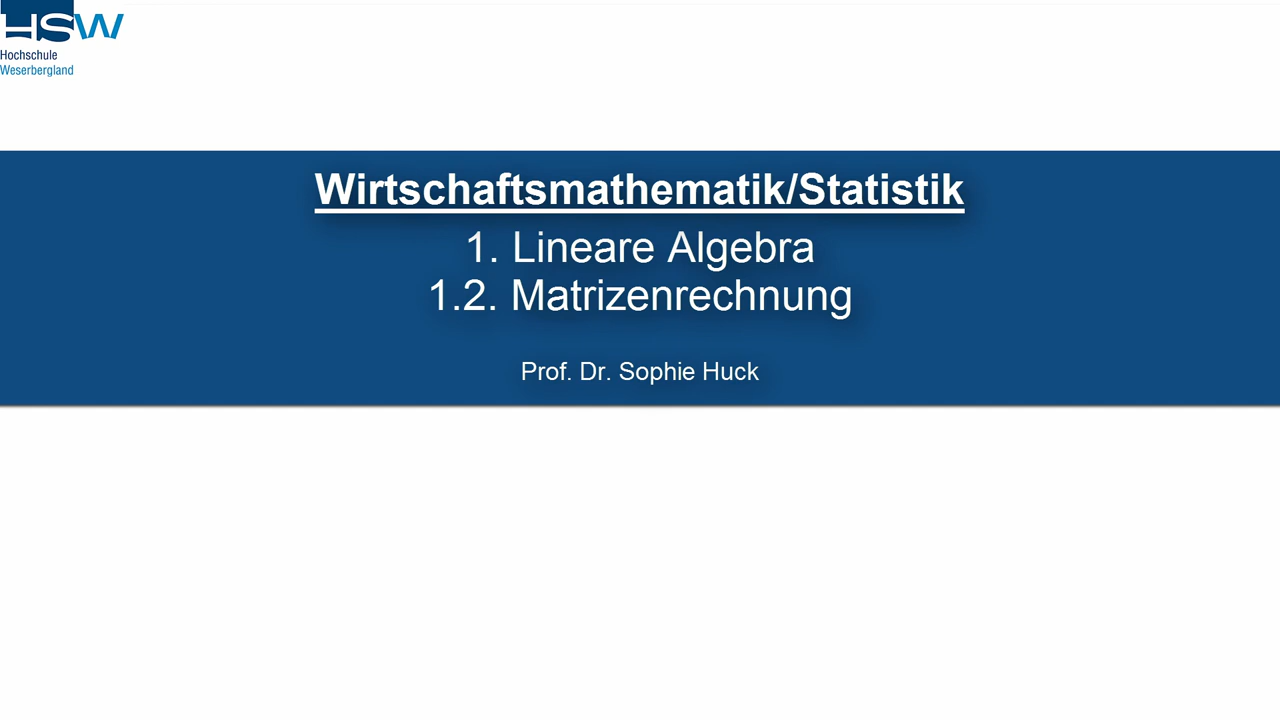 HSW
Hochschule
Weserbergland
Wirtschaftsmathematik/Statistik
1. Lineare Algebra
1.2. Matrizenrechnung
Prof. Dr. Sophie Huck